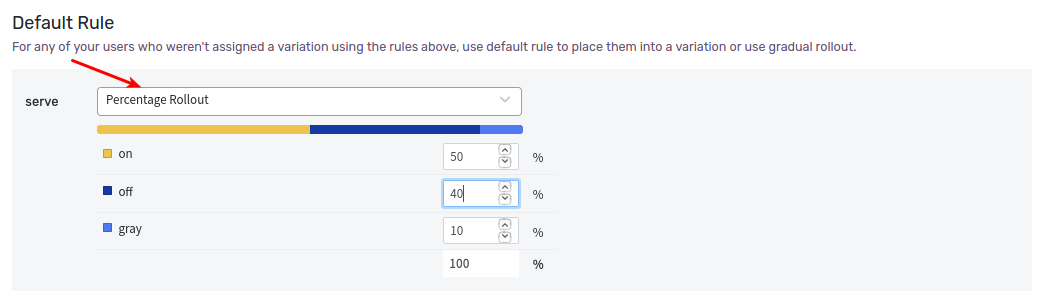 Default Rule
For any of your users who weren't assigned a variation using the rules above, use default rule to place them into a variation or use gradual rollout.
serve Percentage Rollout
on 50 %
off 40 %
gray 10 %
100 %